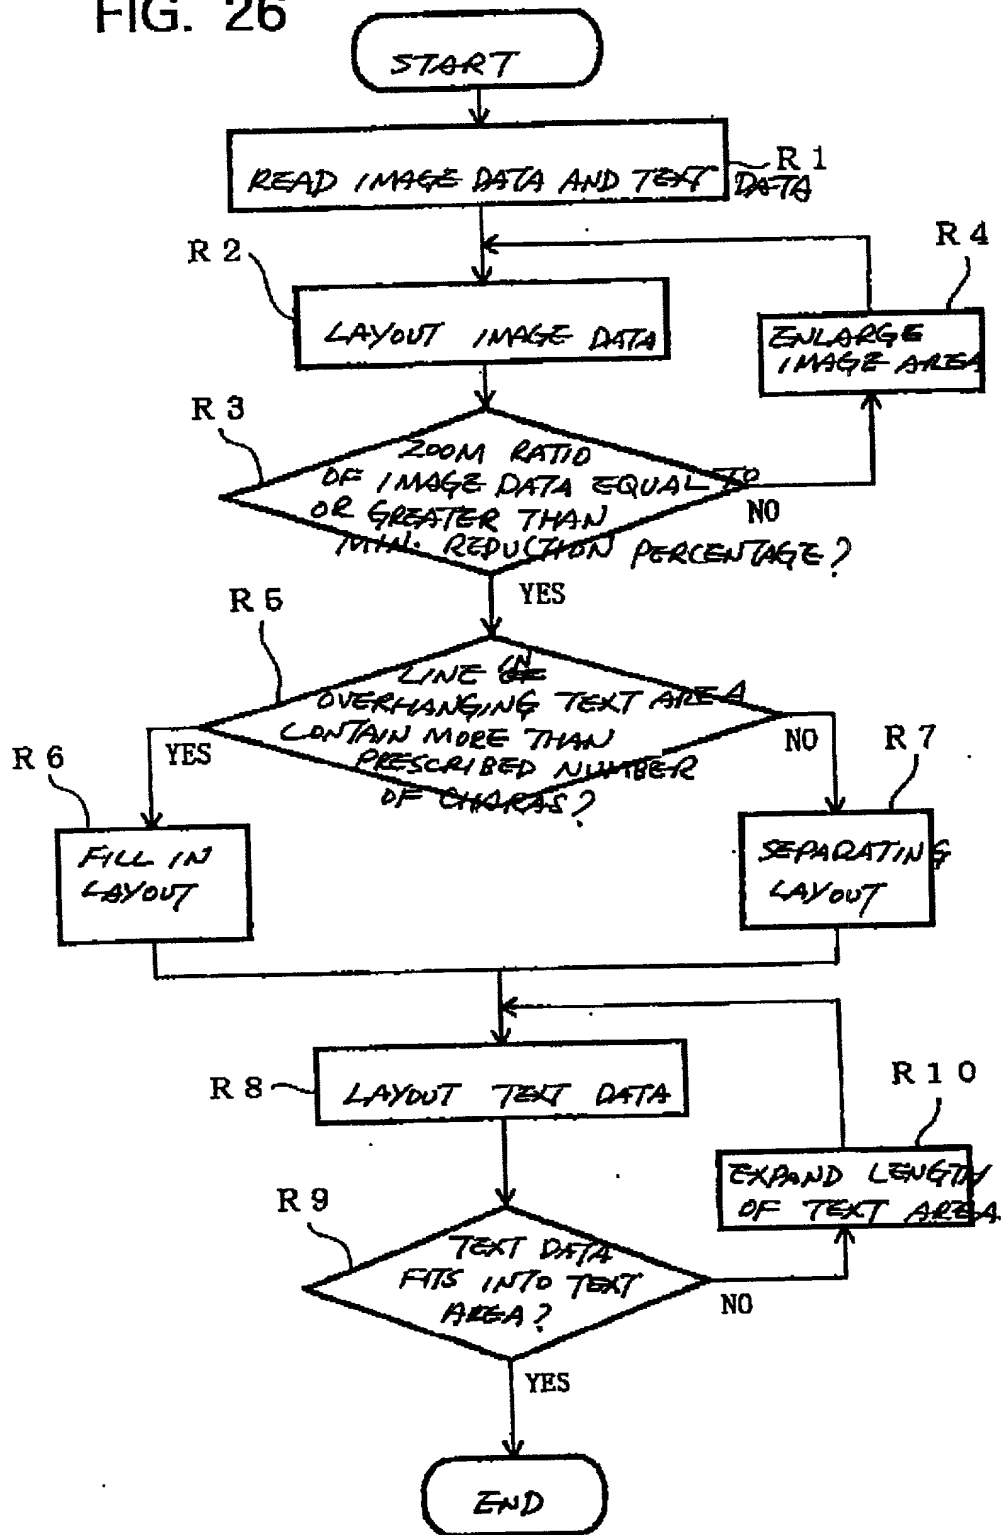 FIG. 26
START
READ IMAGE DATA AND TEXT DATA
R1
R2
R4
LAYOUT IMAGE DATA
ENLARGE
IMAGE AREA
R3
ZOOM RATIO
OF IMAGE DATA EQUAL TO
OR GREATER THAN
MIN. REDUCTION PERCENTAGE?
NO
YES
R5
LINE IN
OVERHANGING TEXT AREA
CONTAIN MORE THAN
PRESCRIBED NUMBER
OF CHARAS?
YES
NO
R6
R7
FILL IN
LAYOUT
SEPARATING
LAYOUT
R8
LAYOUT TEXT DATA
R10
EXPAND LENGTH
OF TEXT AREA
R9
TEXT DATA
FITS INTO TEXT
AREA?
NO
YES
END